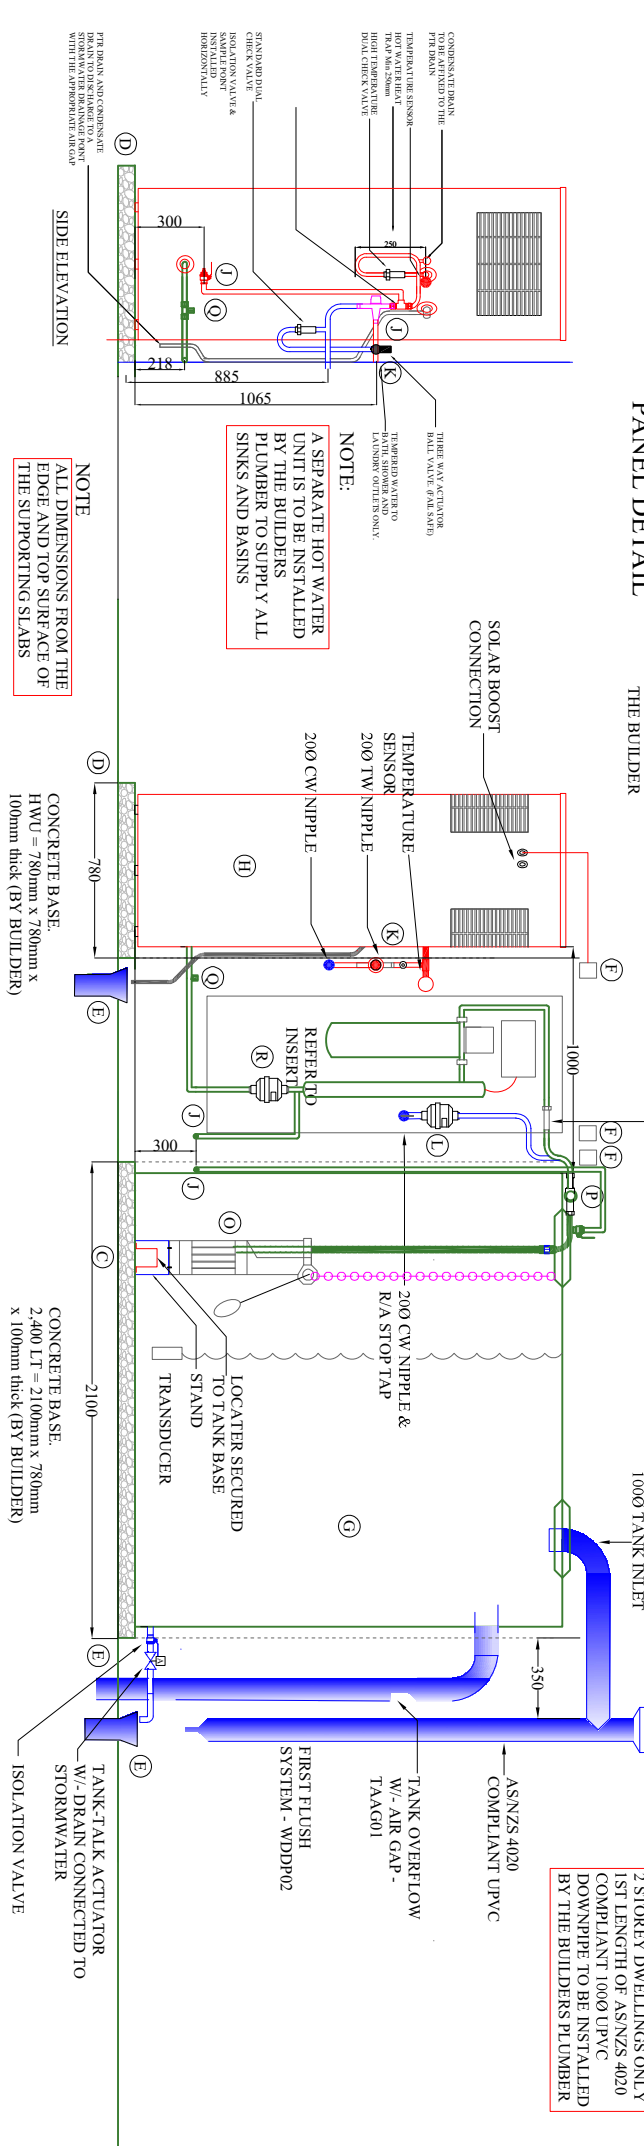 CONDENSATE DRAIN
TO BE AFFIXED TO THE
PTR DRAIN
TEMPERATURE SENSOR
HOT WATER HEAT
TRAP Min 250mm
HIGH TEMPERATURE
DUAL CHECK VALVE
STANDARD DUAL
CHECK VALVE
ISOLATION VALVE &
SAMPLE POINT
INSTALLED
HORIZONTALLY
PTR DRAIN AND CONDENSATE
DRAIN TO DISCHARGE TO A
STORMWATER DRAINAGE POINT
WITH THE APPROPRIATE AIR GAP
D
300
250
J
Q
J
K
218
885
1065
SIDE ELEVATION
THREE WAY ACTUATOR
BALL VALVE. (FAIL SAFE)
TEMPERED WATER TO
BATH, SHOWER AND
LAUNDRY OUTLETS ONLY.
NOTE:
A SEPARATE HOT WATER
UNIT IS TO BE INSTALLED
BY THE BUILDERS
PLUMBER TO SUPPLY ALL
SINKS AND BASINS
NOTE
ALL DIMENSIONS FROM THE
EDGE AND TOP SURFACE OF
THE SUPPORTING SLABS
PANEL DETAIL
THE BUILDER
SOLAR BOOST
CONNECTION
TEMPERATURE
SENSOR
20Ø TW NIPPLE
20Ø CW NIPPLE
D
780
CONCRETE BASE.
HWU = 780mm x 780mm x
100mm thick (BY BUILDER)
H
K
F
Q
E
1000
REFER TO
INSERT
R
L
F
F
J
300
J
P
O
C
20Ø CW NIPPLE &
R/A STOP TAP
LOCATER SECURED
TO TANK BASE
STAND
TRANSDUCER
2100
CONCRETE BASE.
2,400 LT = 2100mm x 780mm
x 100mm thick (BY BUILDER)
G
100Ø TANK INLET
350
E
A
E
AS/NZS 4020
COMPLIANT UPVC
TANK OVERFLOW
W/- AIR GAP -
TAAG01
FIRST FLUSH
SYSTEM - WDDP02
TANK-TALK ACTUATOR
W/- DRAIN CONNECTED TO
STORMWATER
ISOLATION VALVE
2 STOREY DWELLINGS ONLY
1ST LENGTH OF AS/NZS 4020
COMPLIANT 100Ø UPVC
DOWNPIPE TO BE INSTALLED
BY THE BUILDERS PLUMBER